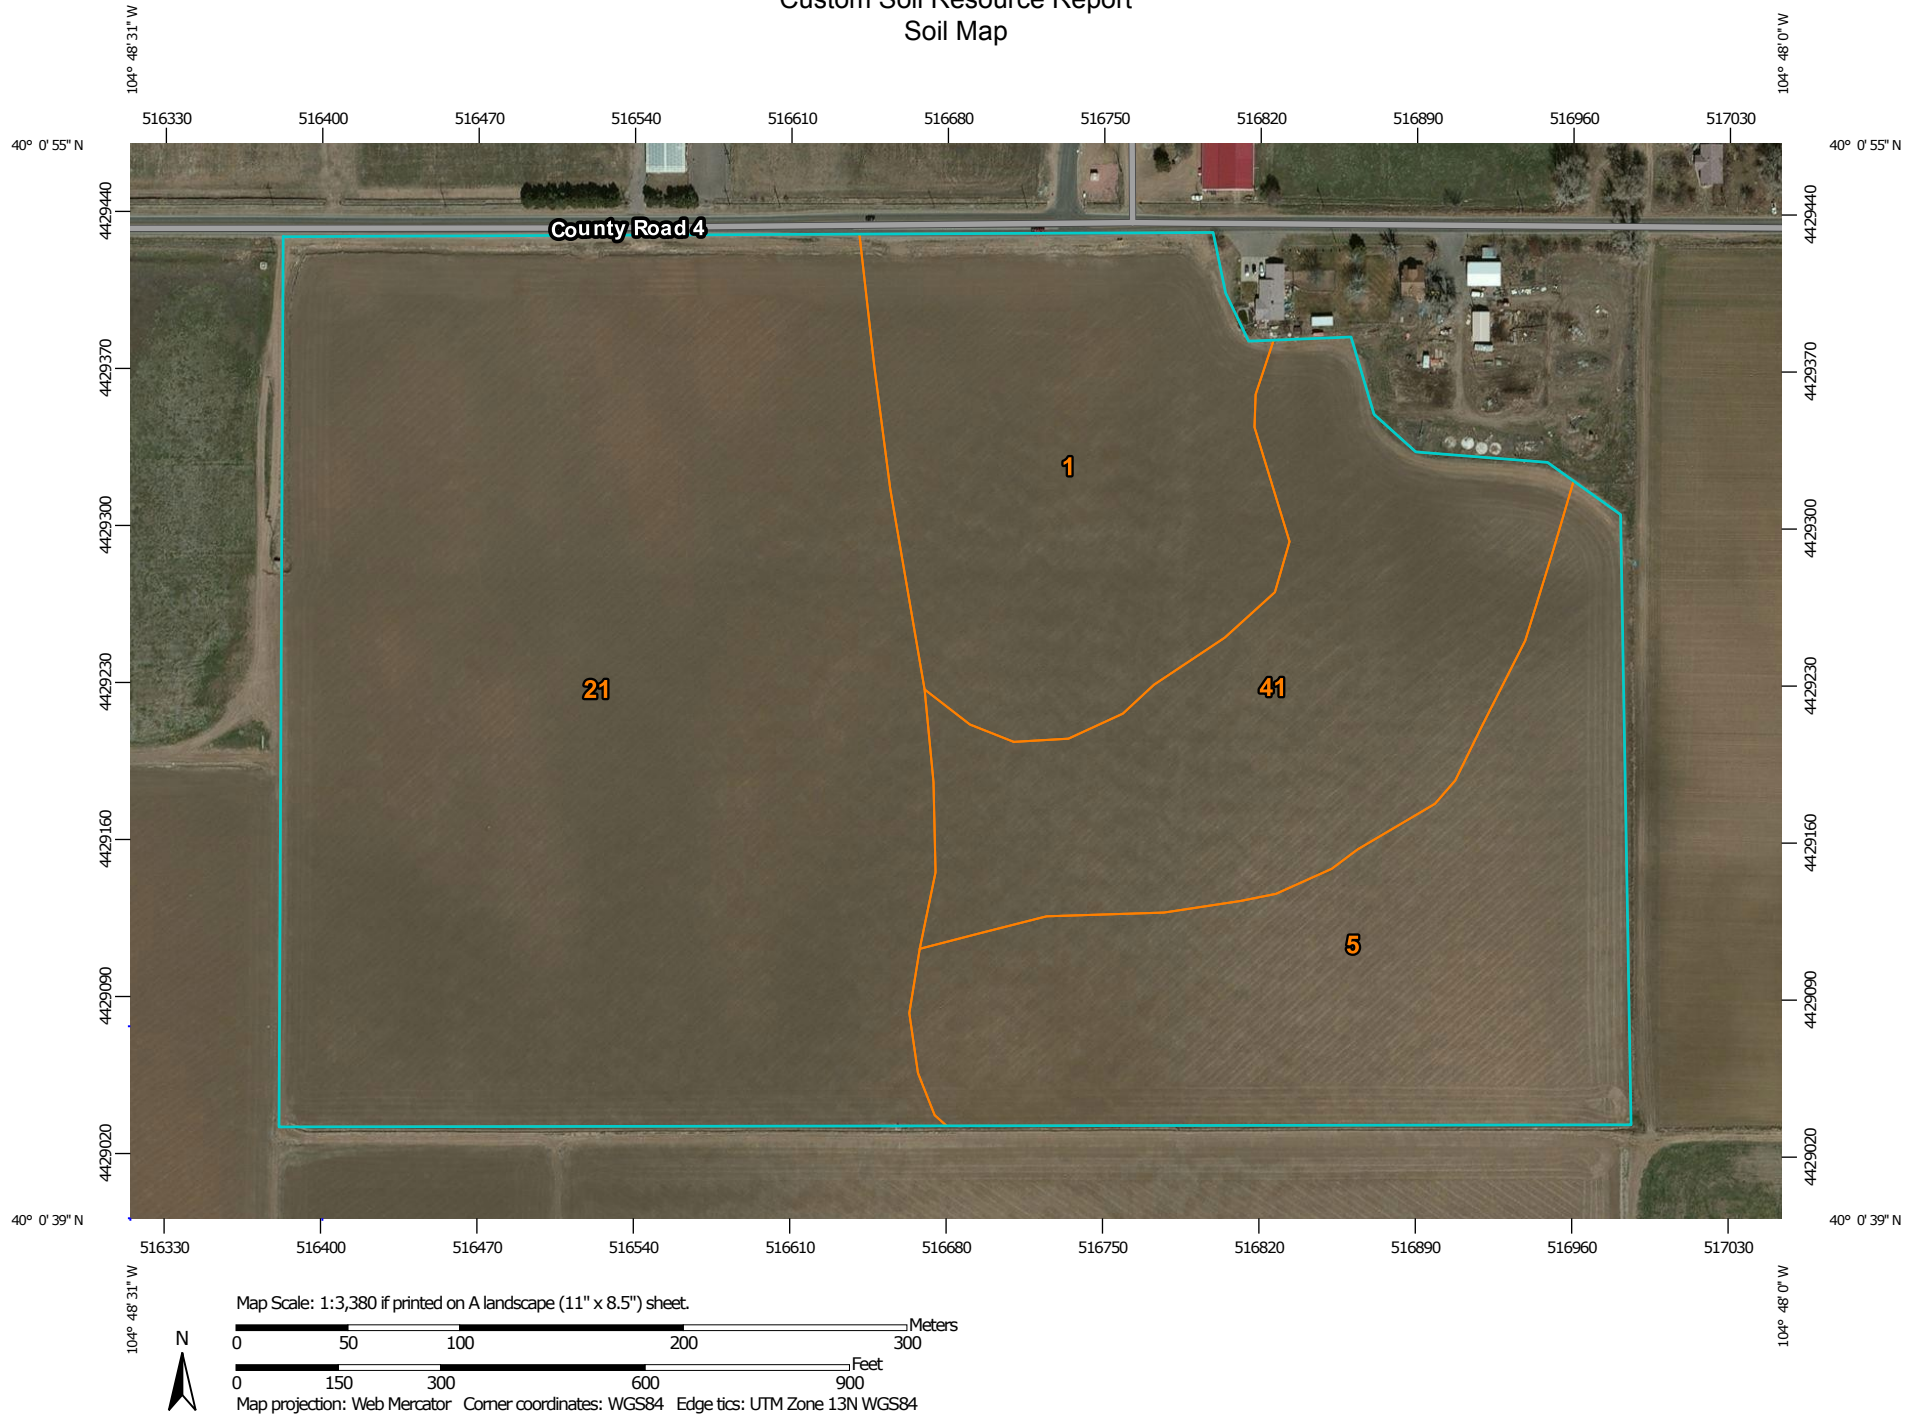 Custom Soil Resource Report
Soil Map
104° 48' 31" W
104° 48' 0" W
516330 516400 516470 516540 516610 516680 516750 516820 516890 516960 517030
40° 0' 55" N
40° 0' 55" N
4429440
4429440
County Road 4
4429370
4429370
1
4429300
4429300
21
41
4429230
4429230
4429160
4429160
5
4429090
4429090
4429020
4429020
40° 0' 39" N
40° 0' 39" N
516330 516400 516470 516540 516610 516680 516750 516820 516890 516960 517030
104° 48' 31" W
104° 48' 0" W
Map Scale: 1:3,380 if printed on A landscape (11" x 8.5") sheet.
N
Meters
0 50 100 200 300
Feet
0 150 300 600 900
Map projection: Web Mercator Corner coordinates: WGS84 Edge tics: UTM Zone 13N WGS84